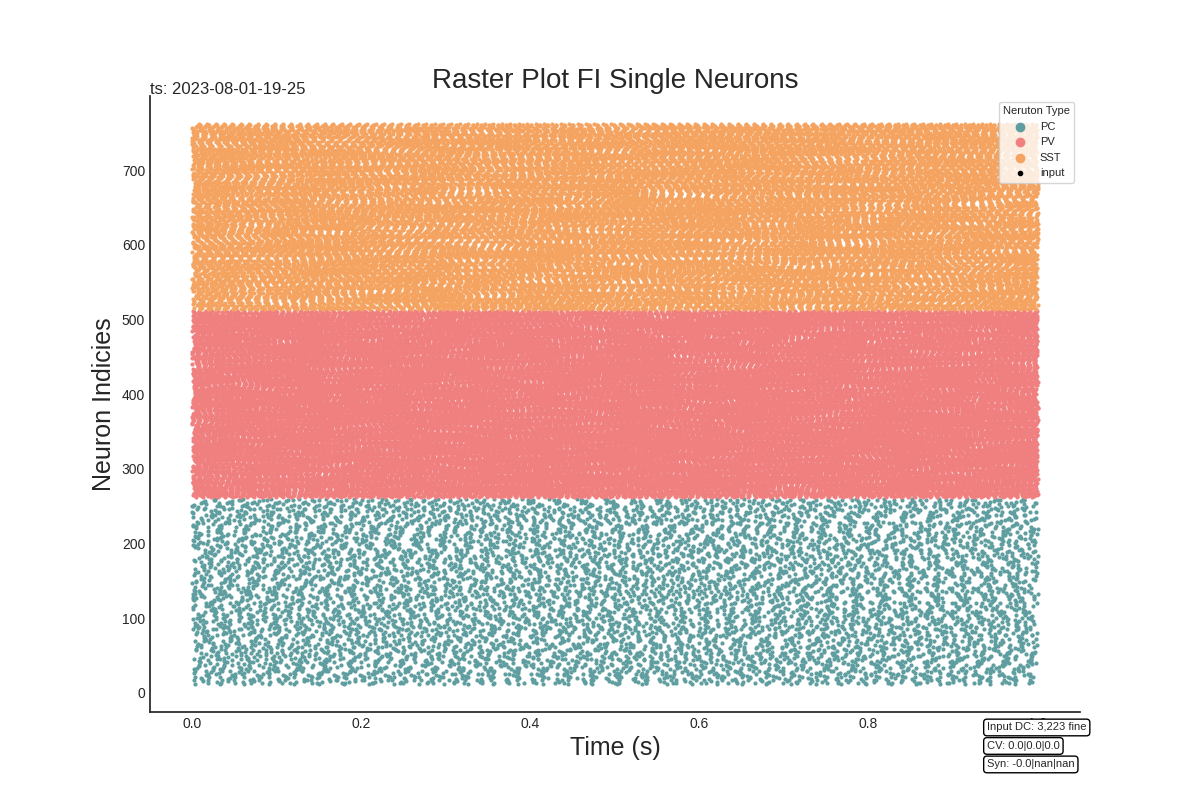 Raster Plot FI Single Neurons
ts: 2023-08-01-19-25
Neruton Type
PC
PV
SST
input
Neuron Indicies
700
600
500
400
300
200
100
0
0.0 0.2 0.4 0.6 0.8
Time (s)
Input DC: 3,223 fine
CV: 0.0|0.0|0.0
Syn: -0.0|nan|nan